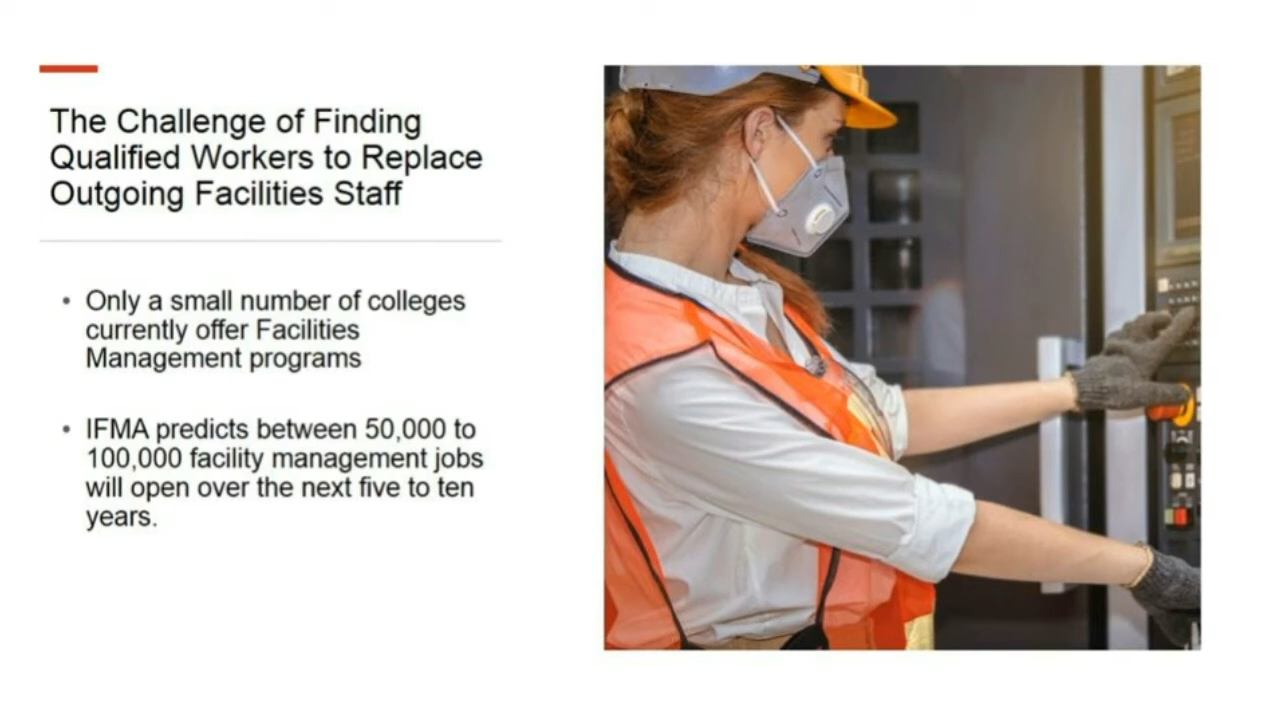 The Challenge of Finding
Qualified Workers to Replace
Outgoing Facilities Staff
• Only a small number of colleges
currently offer Facilities
Management programs
• IFMA predicts between 50,000 to
100,000 facility management jobs
will open over the next five to ten
years.